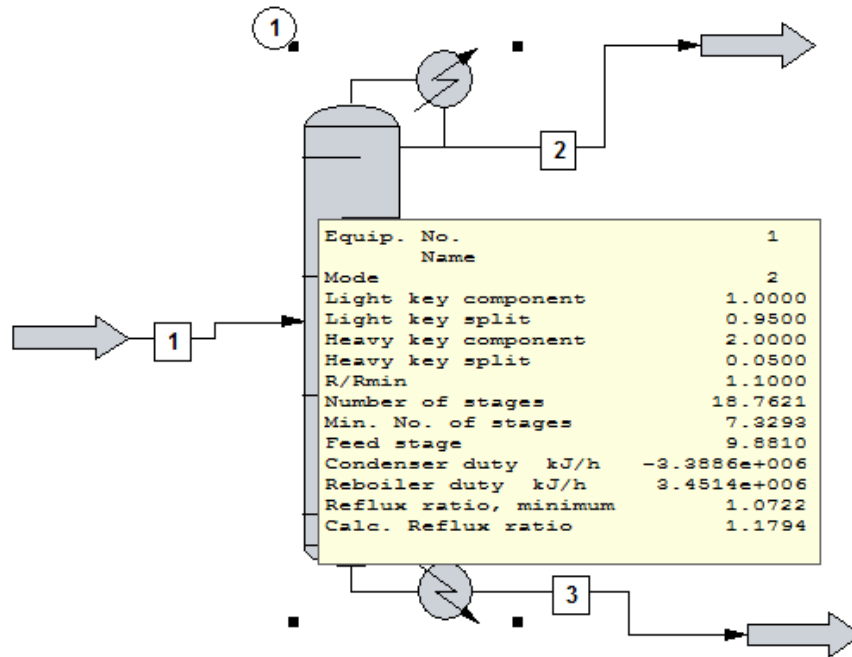 1
2
Equip. No. 1
Name
Mode 2
Light key component 1.0000
Light key split 0.9500
Heavy key component 2.0000
Heavy key split 0.0500
R/Rmin 1.1000
Number of stages 18.7621
Min. No. of stages 7.3293
Feed stage 9.8810
Condenser duty kJ/h -3.3886e+006
Reboiler duty kJ/h 3.4514e+006
Reflux ratio, minimum 1.0722
Calc. Reflux ratio 1.1794
1
3